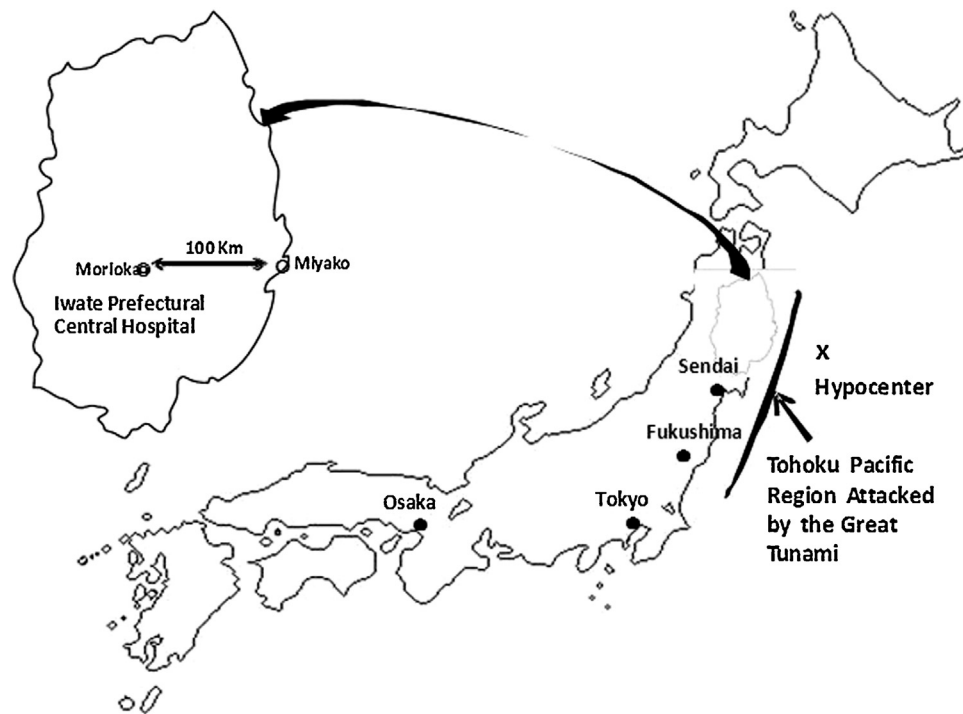 100 Km
Morioka
Miyako
Iwate Prefectural
Central Hospital
X
Hypocenter
Sendai
Fukushima
Tohoku Pacific
Region Attacked
by the Great
Tunami
Osaka
Tokyo